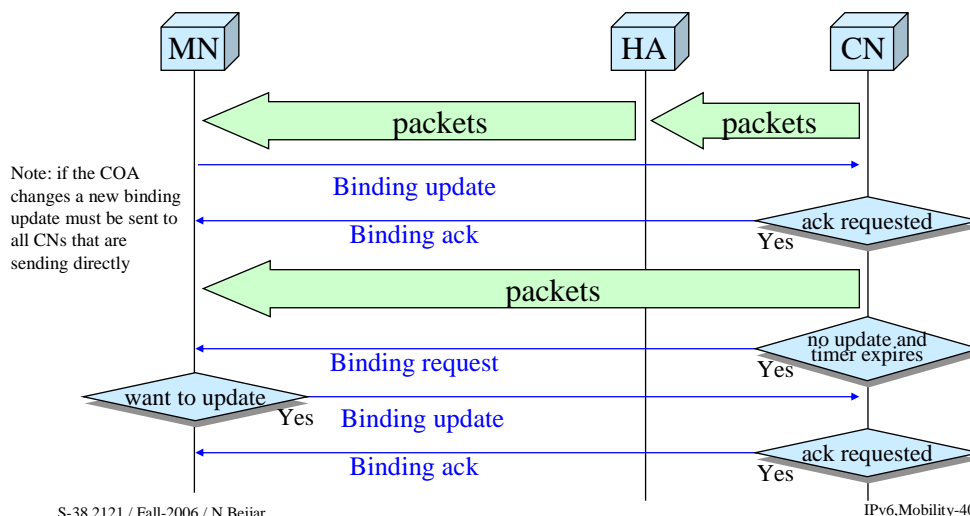 MN
HA
CN
packets
packets
Note: if the COA
changes a new binding
update must be sent to
all CNs that are
sending directly
Binding update
ack requested
Yes
Binding ack
packets
no update and
timer expires
Yes
Binding request
want to update
Yes
Binding update
ack requested
Yes
Binding ack
S-38.2121 / Fall-2006 / N Beijar
IPv6,Mobility-40